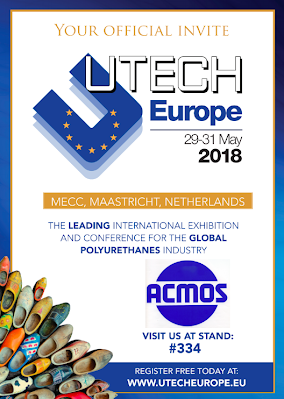 YOUR OFFICIAL INVITE
UTECH
Europe
29-31 May
2018
MECC, MAASTRICHT, NETHERLANDS
THE LEADING INTERNATIONAL EXHIBITION
AND CONFERENCE FOR THE GLOBAL
POLYURETHANES INDUSTRY
ACMOS
VISIT US AT STAND:
#334
REGISTER FREE TODAY AT:
WWW.UTECHEUROPE.EU